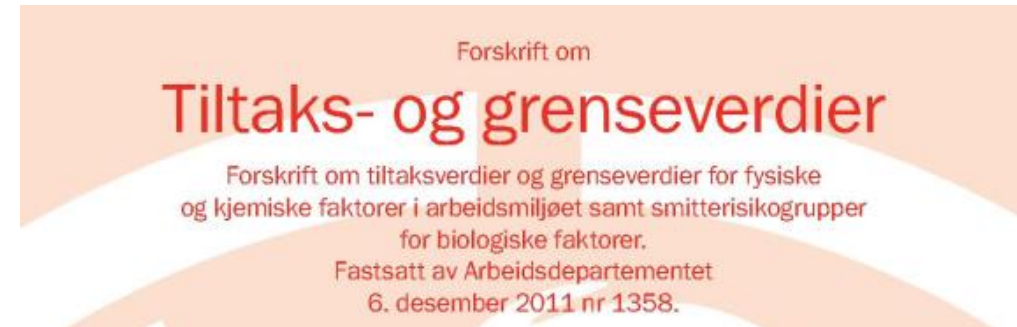 Forskrift om
Tiltaks- og grenseverdier
Forskrift om tiltaksverdier og grenseverdier for fysiske
og kjemiske faktorer i arbeidsmiljøet samt smitterisikogrupper
for biologiske faktorer.
Fastsatt av Arbeidsdepartementet
6. desember 2011 nr 1358.